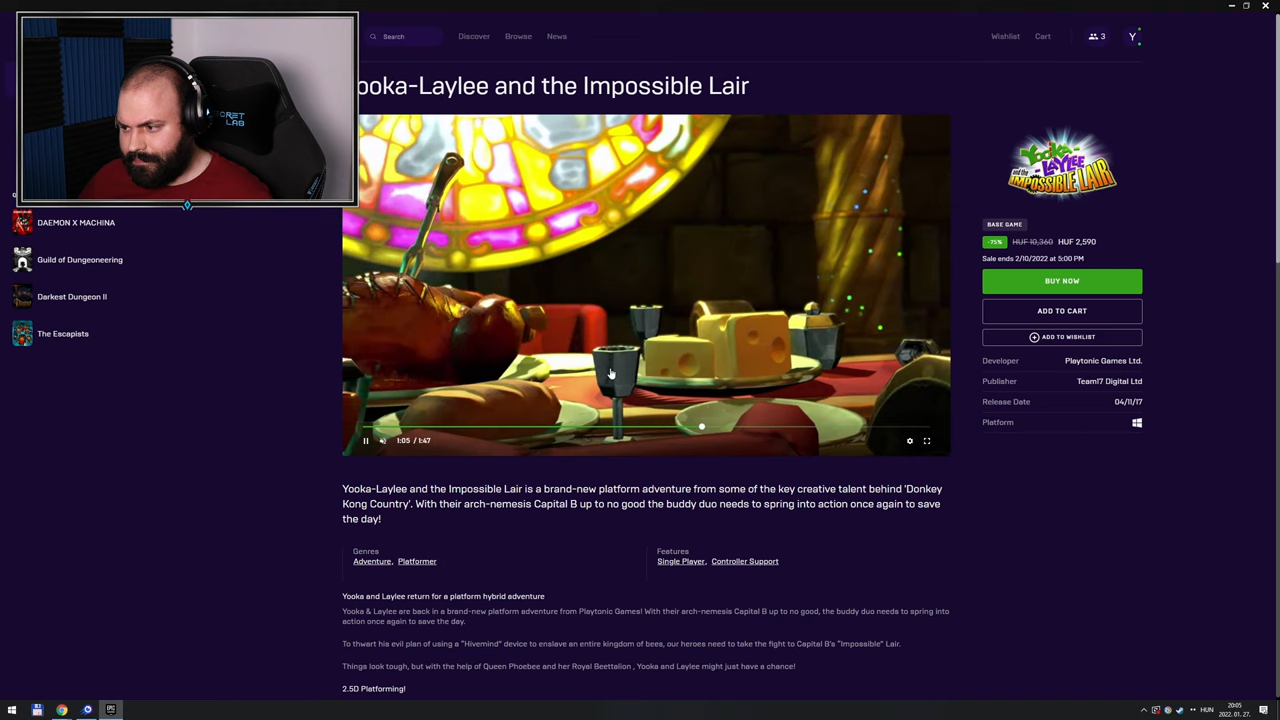 Search
Discover
Browse
News
Wishlist
Cart
3
Y
ooka-Laylee and the Impossible Lair
SECRET
LAB
DAEMON X MACHINA
Guild of Dungeoneering
Darkest Dungeon II
The Escapists
1:05 / 1:47
Yooka-Laylee
and the
IMPOSSIBLE LAIR
BASE GAME
-75% HUF 10,360 HUF 2,590
Sale ends 2/10/2022 at 5:00 PM
BUY NOW
ADD TO CART
ADD TO WISHLIST
Developer Playtonic Games Ltd.
Publisher Team17 Digital Ltd
Release Date 04/11/17
Platform
Yooka-Laylee and the Impossible Lair is a brand-new platform adventure from some of the key creative talent behind 'Donkey
Kong Country'. With their arch-nemesis Capital B up to no good the buddy duo needs to spring into action once again to save
the day!
Genres
Adventure, Platformer
Features
Single Player, Controller Support
Yooka and Laylee return for a platform hybrid adventure
Yooka & Laylee are back in a brand-new platform adventure from Playtonic Games! With their arch-nemesis Capital B up to no good, the buddy duo needs to spring into
action once again to save the day.
To thwart his evil plan of using a "Hivemind" device to enslave an entire kingdom of bees, our heroes need to take the fight to Capital B's "Impossible" Lair.
Things look tough, but with the help of Queen Phoebee and her Royal Beettalion , Yooka and Laylee might just have a chance!
2.5D Platforming!
HUN
20:05
2022. 01. 27.